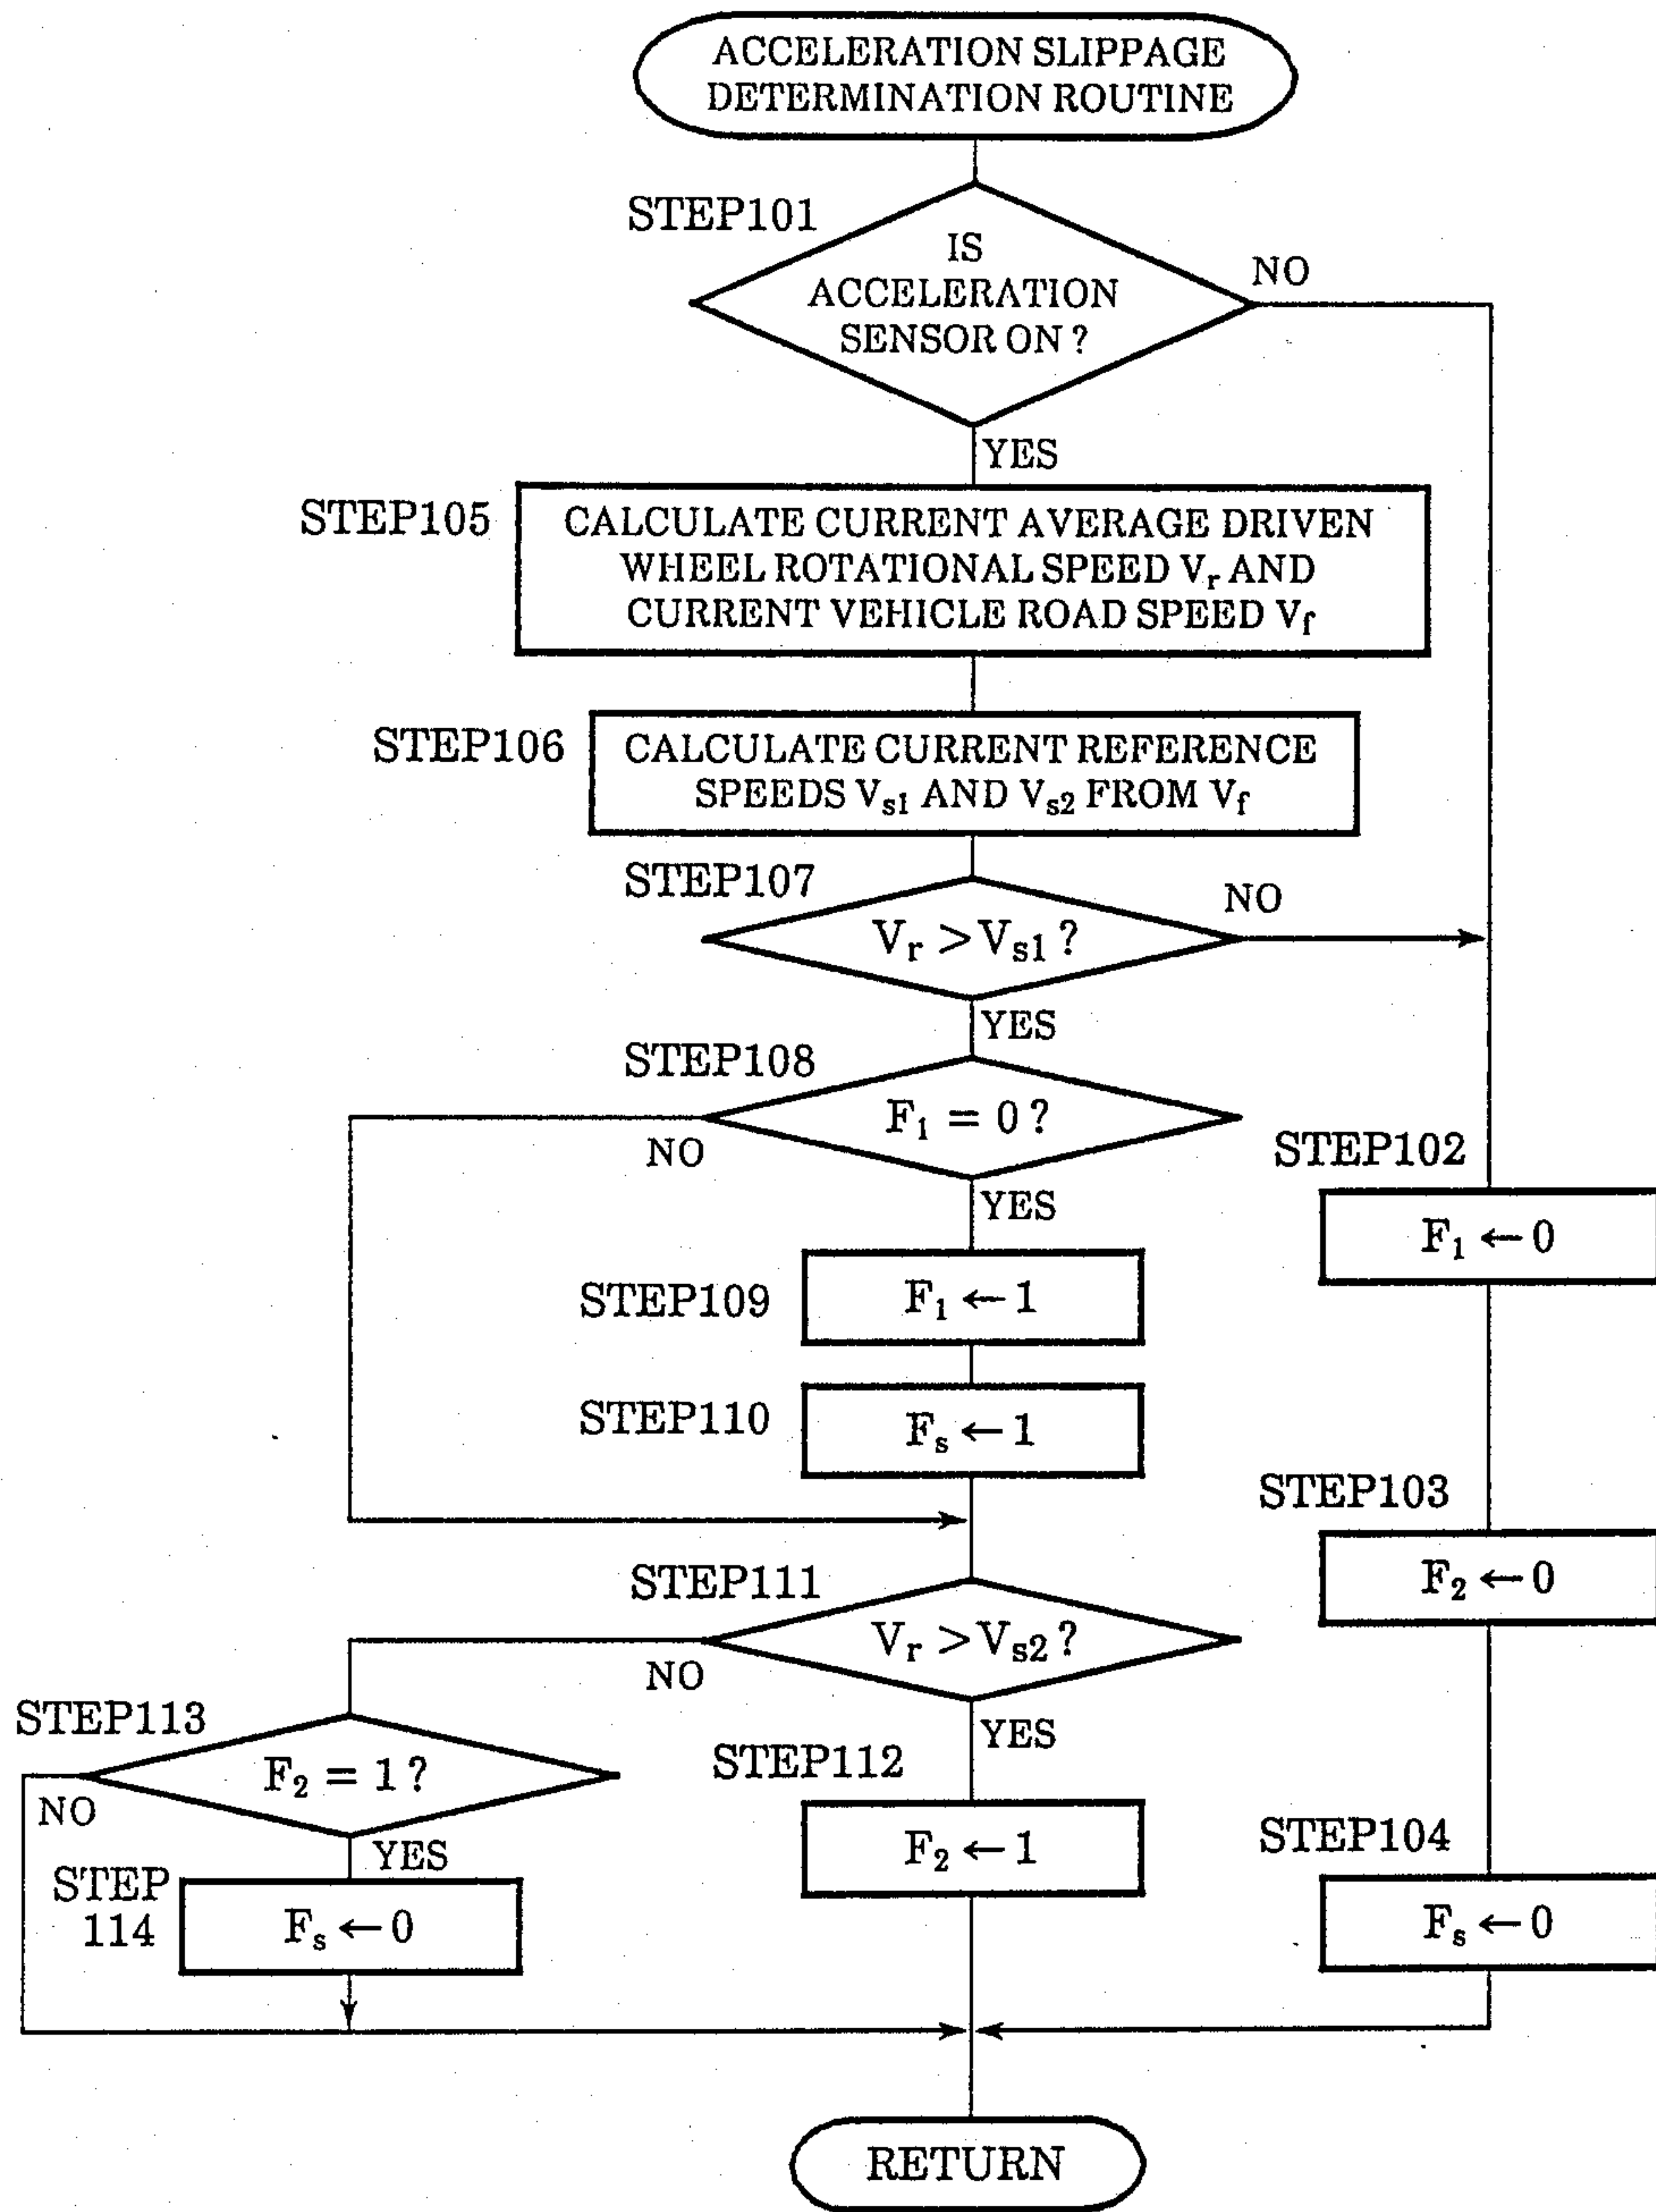 ACCELERATION SLIPPAGE
DETERMINATION ROUTINE
STEP101
IS
ACCELERATION
SENSOR ON ?
NO
YES
STEP105
CALCULATE CURRENT AVERAGE DRIVEN
WHEEL ROTATIONAL SPEED Vr AND
CURRENT VEHICLE ROAD SPEED Vf
STEP106
CALCULATE CURRENT REFERENCE
SPEEDS Vs1 AND Vs2 FROM Vf
STEP107
Vr > Vs1 ?
NO
YES
STEP108
F1 = 0 ?
NO
YES
STEP102
F1 ← 0
STEP109
F1 ← 1
STEP110
Fs ← 1
STEP103
F2 ← 0
STEP111
Vr > Vs2 ?
NO
YES
STEP113
F2 = 1 ?
NO
YES
STEP112
F2 ← 1
STEP104
Fs ← 0
STEP
114
Fs ← 0
RETURN